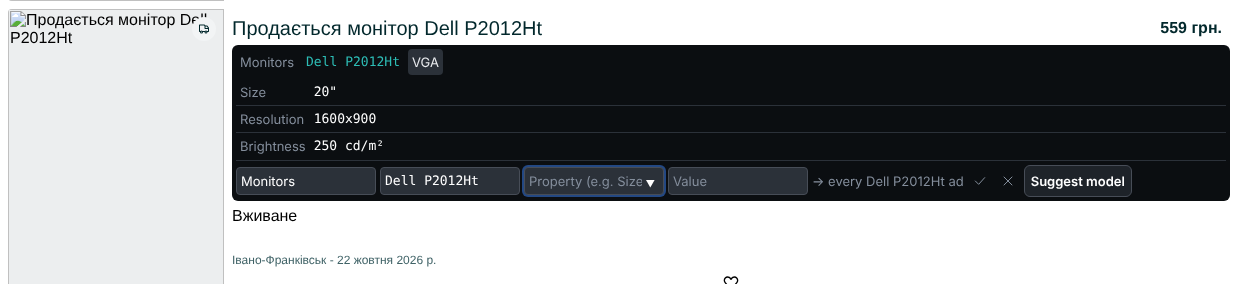 Продається монітор Dell P2012Ht
Продається монітор Dell P2012Ht
559 грн.
Monitors Dell P2012Ht VGA
Size 20"
Resolution 1600x900
Brightness 250 cd/m²
Monitors Dell P2012Ht Property (e.g. Size Value → every Dell P2012Ht ad ✓ × Suggest model
Вживане
Івано-Франківськ - 22 жовтня 2026 р.